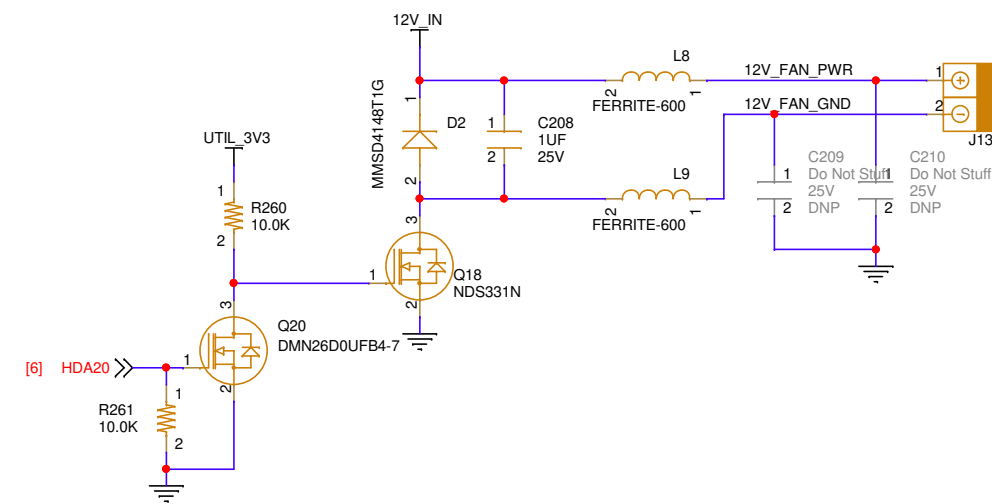 12V_IN
L8
2
1
FERRITE-600
12V_FAN_PWR
1
12V_FAN_GND
2
J13
1
D2
2
MMSD4148T1G
1
2
C208
1UF
25V
L9
2
1
FERRITE-600
C209
Do Not Stuff
25V
DNP
1
2
C210
Do Not Stuff
25V
DNP
1
2
UTIL_3V3
1
R260
10.0K
2
3
1
Q18
NDS331N
2
3
Q20
DMN26D0UFB4-7
1
2
[6] HDA20
1
R261
10.0K
2